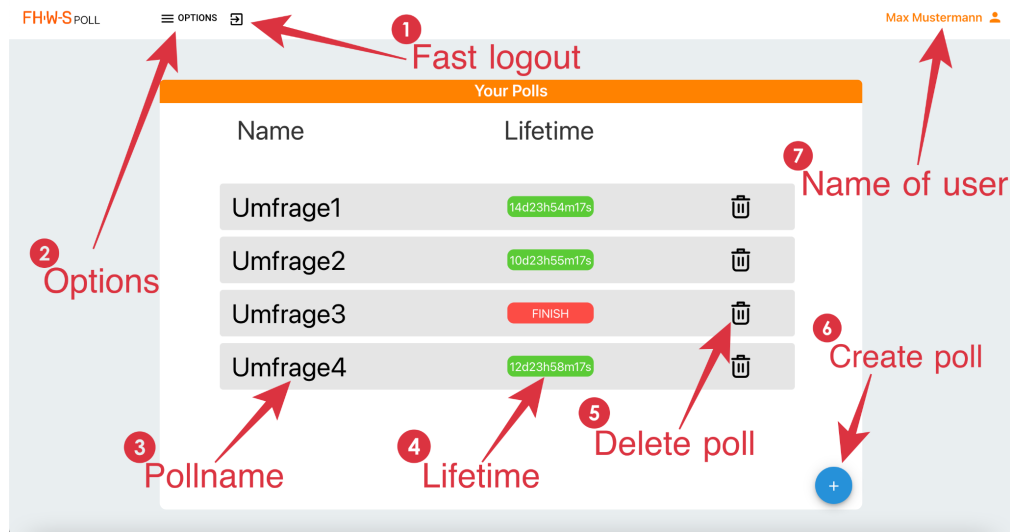 FH·W-S POLL
OPTIONS
Max Mustermann
1
Fast logout
Your Polls
Name
Lifetime
7
Name of user
Umfrage1
14d23h54m17s
2
Options
Umfrage2
10d23h55m17s
Umfrage3
FINISH
6
Create poll
Umfrage4
12d23h58m17s
5
Delete poll
3
Pollname
4
Lifetime
+